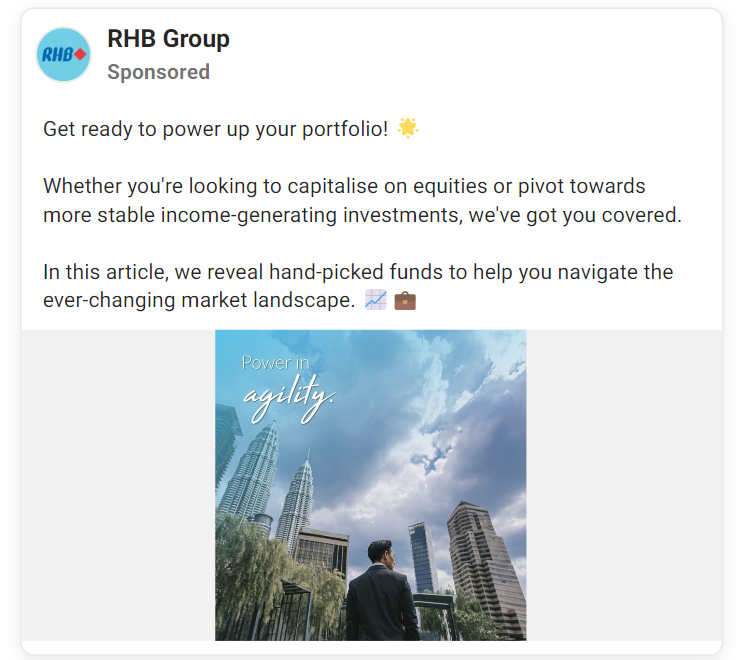 RHB
RHB Group
Sponsored
Get ready to power up your portfolio! 🌟
Whether you're looking to capitalise on equities or pivot towards
more stable income-generating investments, we've got you covered.
In this article, we reveal hand-picked funds to help you navigate the
ever-changing market landscape. 📈 💼
Power in
agility.